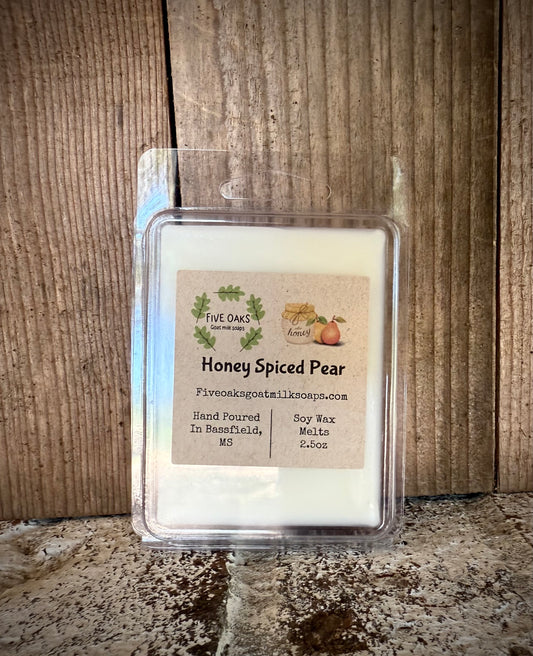 FIVE OAKS
Goat milk soaps
honey
Honey Spiced Pear
Fiveoaksgoatmilksoaps.com
Hand Poured
In Bassfield,
MS
Soy Wax
Melts
2.5oz